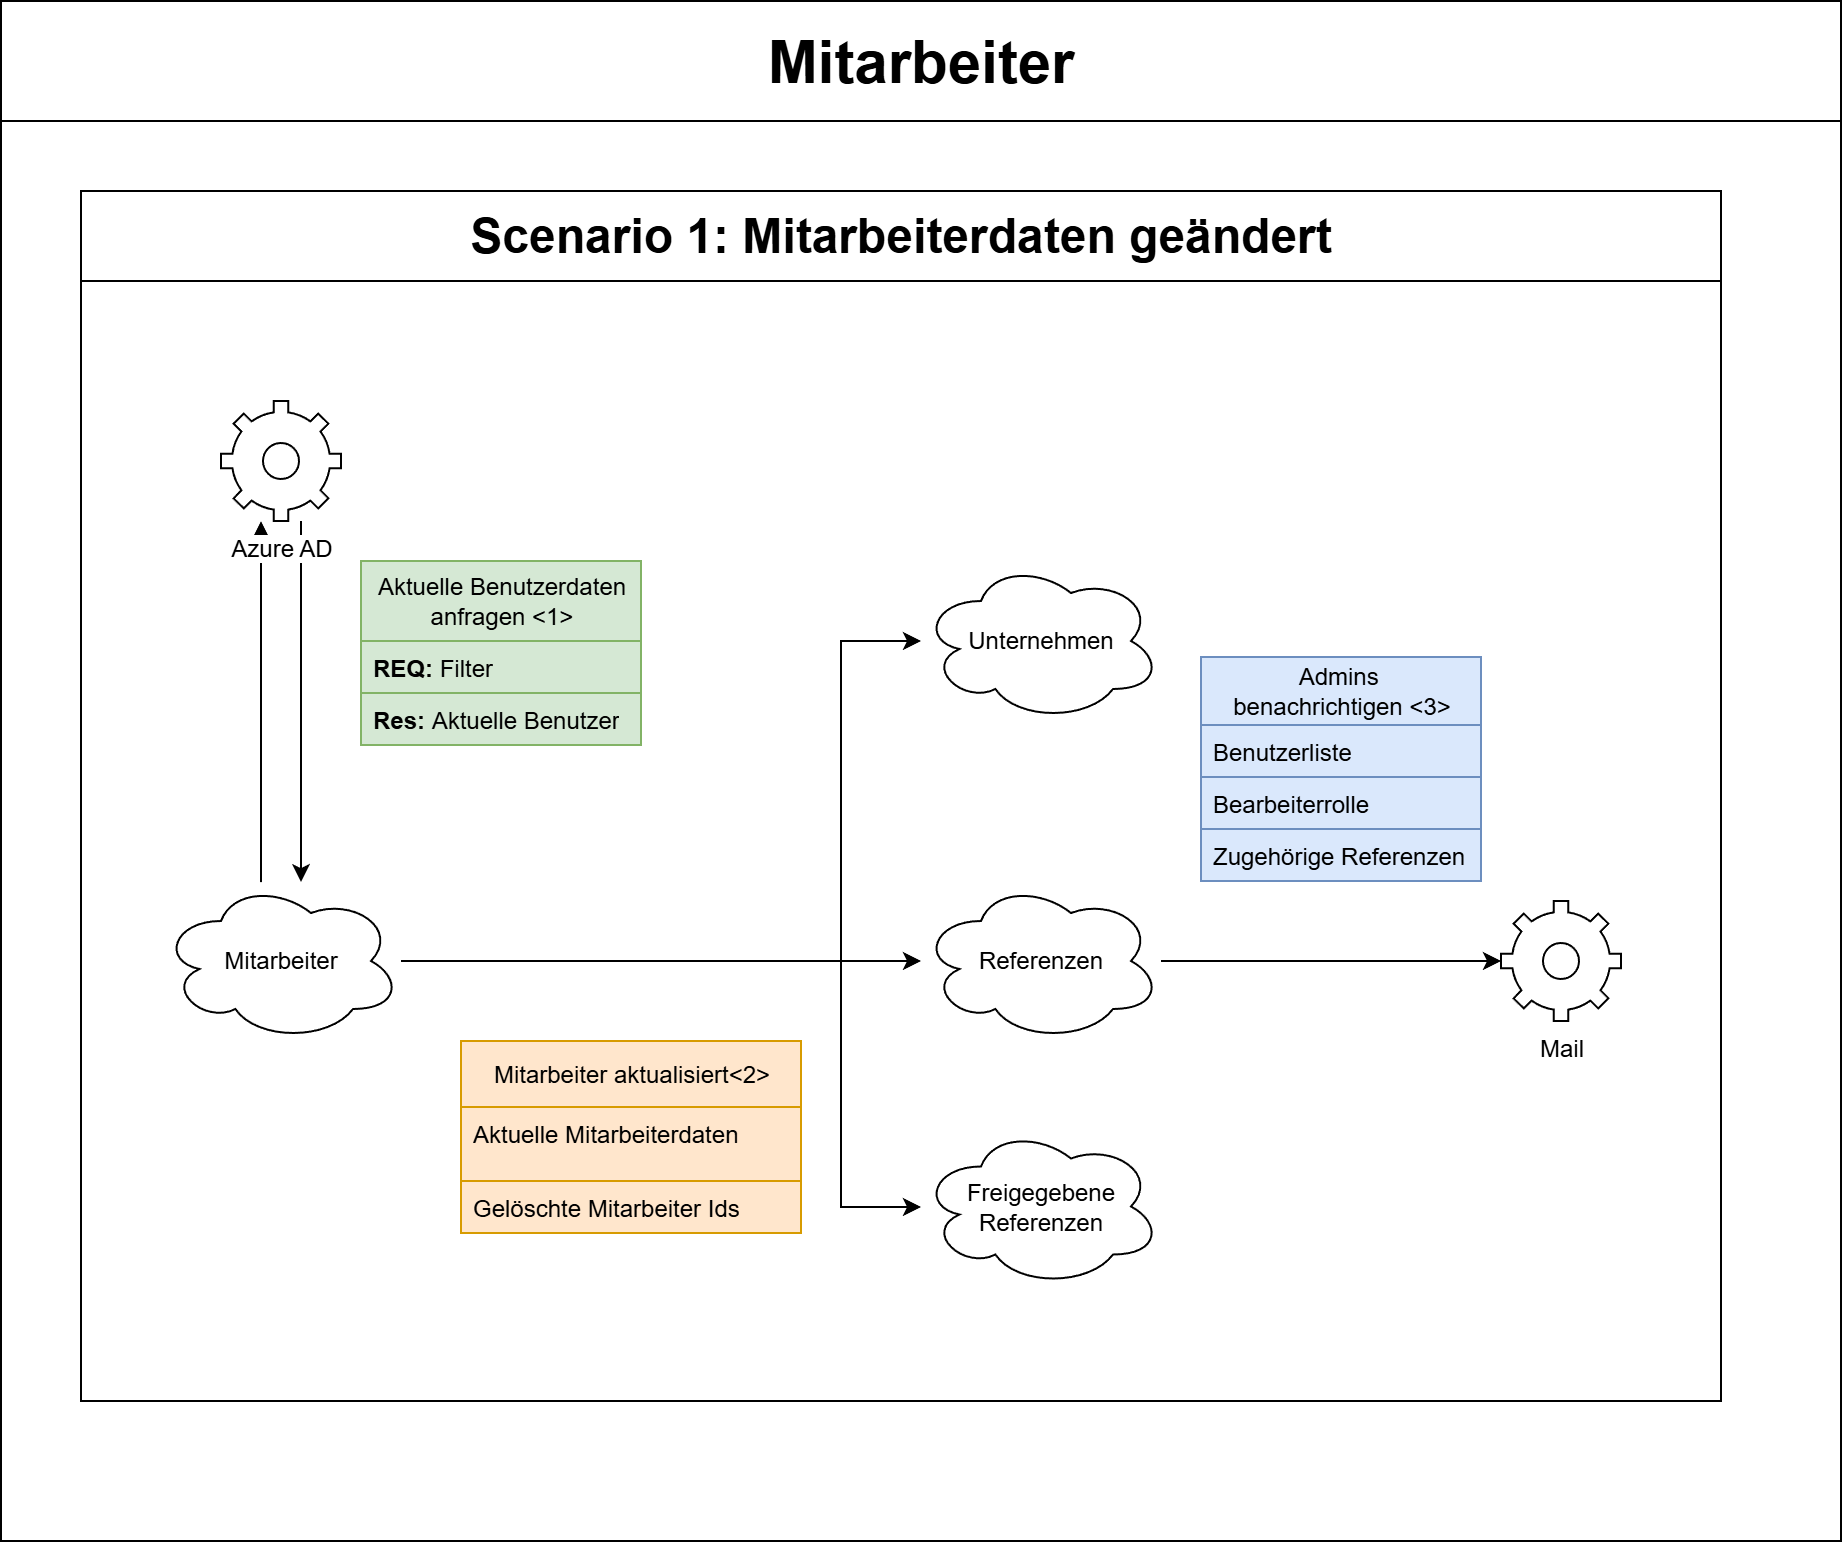 Mitarbeiter
Scenario 1: Mitarbeiterdaten geändert
Azure AD
Aktuelle Benutzerdaten
anfragen <1>
REQ: Filter
Res: Aktuelle Benutzer
Unternehmen
Admins
benachrichtigen <3>
Benutzerliste
Bearbeiterrolle
Zugehörige Referenzen
Mitarbeiter
Referenzen
Mail
Mitarbeiter aktualisiert<2>
Aktuelle Mitarbeiterdaten
Gelöschte Mitarbeiter Ids
Freigegebene
Referenzen